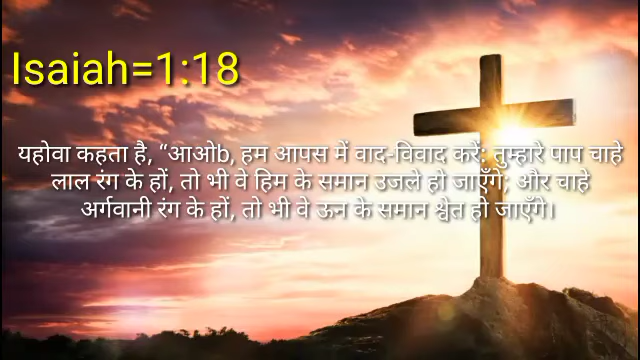 Isaiah=1:18
यहोवा कहता है, “आओb, हम आपस में वाद-विवाद करें: तुम्हारे पाप चाहे
लाल रंग के हों, तो भी वे हिम के समान उजले हो जाएँगे; और चाहे
अर्गवानी रंग के हों, तो भी वे ऊन के समान श्वेत हो जाएँगे।